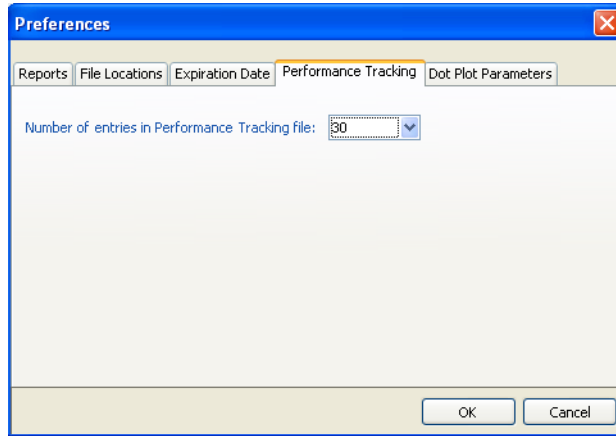 Preferences
Reports File Locations Expiration Date Performance Tracking Dot Plot Parameters
Number of entries in Performance Tracking file: 30
OK Cancel